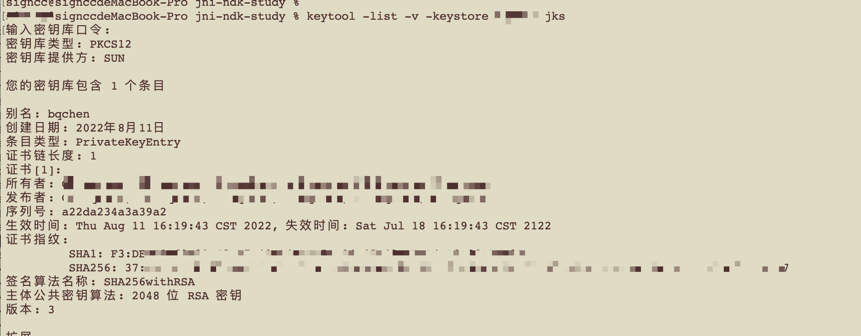 signcc@signccdeMacBook-Pro jni-ndk-study %
signccdeMacBook-Pro jni-ndk-study % keytool -list -v -keystore jks
输入密钥库口令:
密钥库类型: PKCS12
密钥库提供方: SUN
您的密钥库包含 1 个条目
别名: bqchen
创建日期: 2022年8月11日
条目类型: PrivateKeyEntry
证书链长度: 1
证书[1]:
所有者:
发布者:
序列号: a22da234a3a39a2
生效时间: Thu Aug 11 16:19:43 CST 2022, 失效时间: Sat Jul 18 16:19:43 CST 2122
证书指纹:
SHA1: F3:DE
SHA256: 37:
签名算法名称: SHA256withRSA
主体公共密钥算法: 2048 位 RSA 密钥
版本: 3